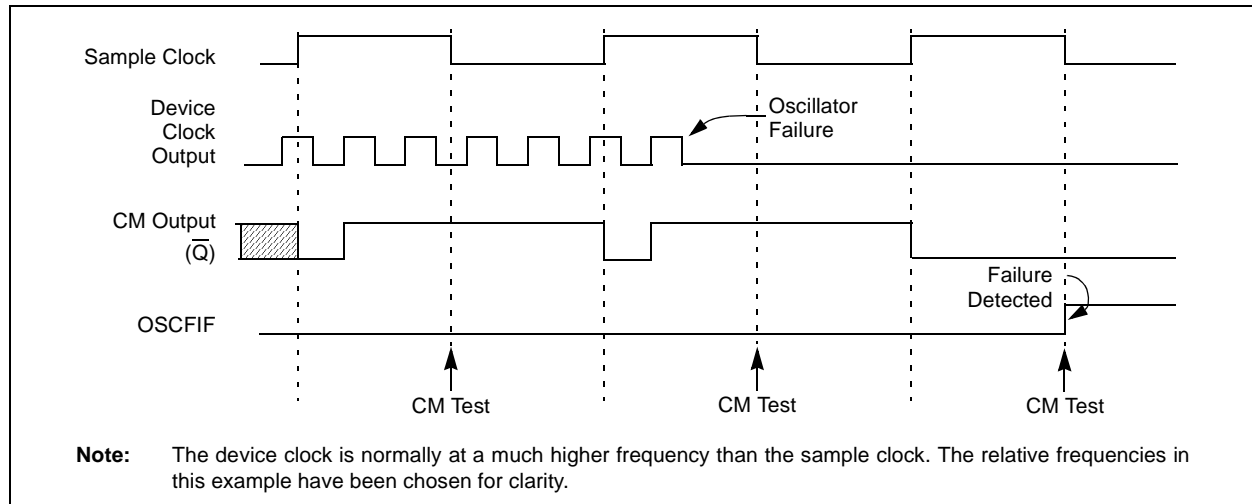 Sample Clock
Device
Clock
Output
Oscillator
Failure
CM Output
(Q̅)
Failure
Detected
OSCFIF
CM Test
CM Test
CM Test
Note: The device clock is normally at a much higher frequency than the sample clock. The relative frequencies in
this example have been chosen for clarity.